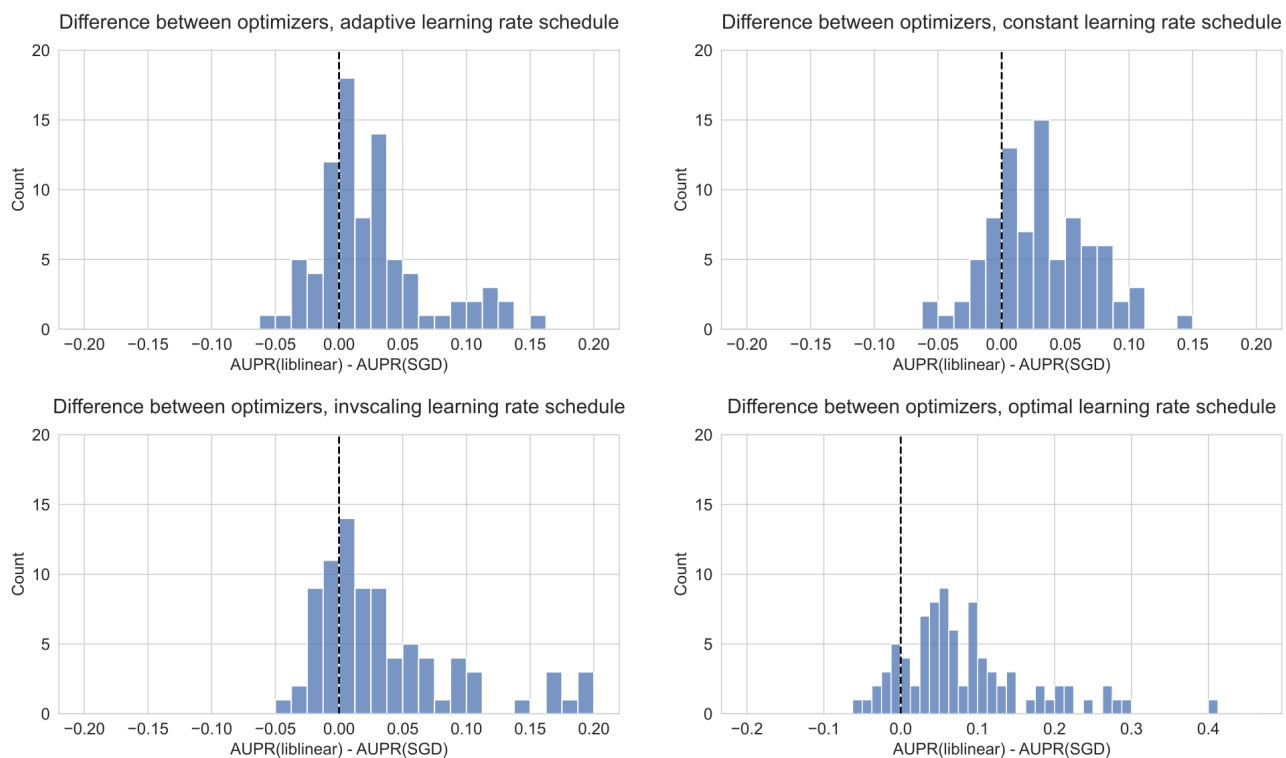 Difference between optimizers, adaptive learning rate schedule
20
15
10
5
0
Count
−0.20 −0.15 −0.10 −0.05 0.00 0.05 0.10 0.15 0.20
AUPR(liblinear) - AUPR(SGD)
Difference between optimizers, constant learning rate schedule
20
15
10
5
0
Count
−0.20 −0.15 −0.10 −0.05 0.00 0.05 0.10 0.15 0.20
AUPR(liblinear) - AUPR(SGD)
Difference between optimizers, invscaling learning rate schedule
20
15
10
5
0
Count
−0.20 −0.15 −0.10 −0.05 0.00 0.05 0.10 0.15 0.20
AUPR(liblinear) - AUPR(SGD)
Difference between optimizers, optimal learning rate schedule
20
15
10
5
0
Count
−0.2 −0.1 0.0 0.1 0.2 0.3 0.4
AUPR(liblinear) - AUPR(SGD)